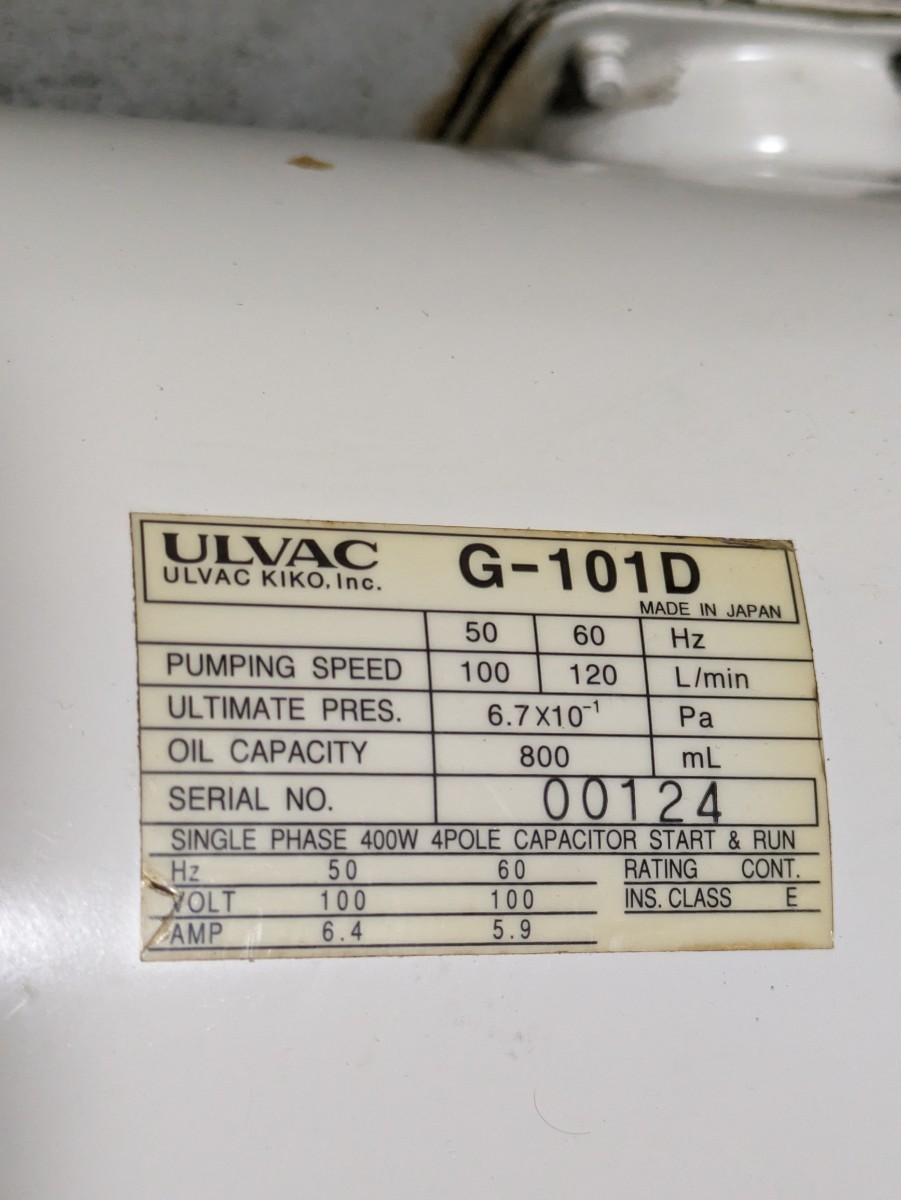 ULVAC G-101D
ULVAC KIKO, Inc.
MADE IN JAPAN
50 60 Hz
PUMPING SPEED 100 120 L/min
ULTIMATE PRES. 6.7X10⁻¹ Pa
OIL CAPACITY 800 mL
SERIAL NO. 00124
SINGLE PHASE 400W 4POLE CAPACITOR START & RUN
Hz 50 60 RATING CONT.
VOLT 100 100 INS. CLASS E
AMP 6.4 5.9